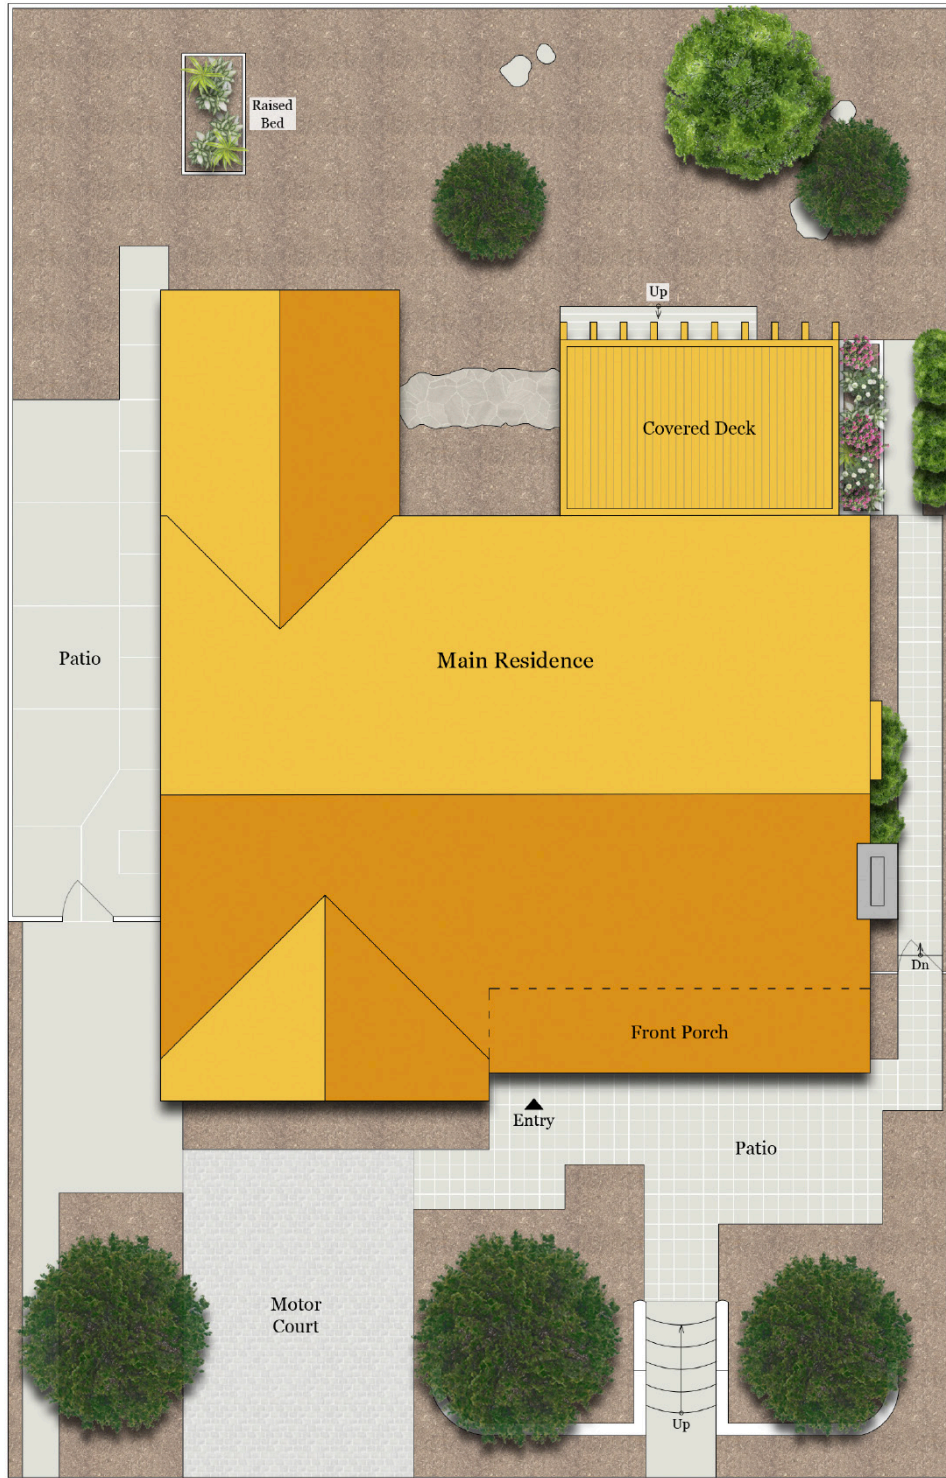 Raised
Bed
Up
Covered Deck
Patio
Main Residence
Dn
Front Porch
Entry
Patio
Motor
Court
Up